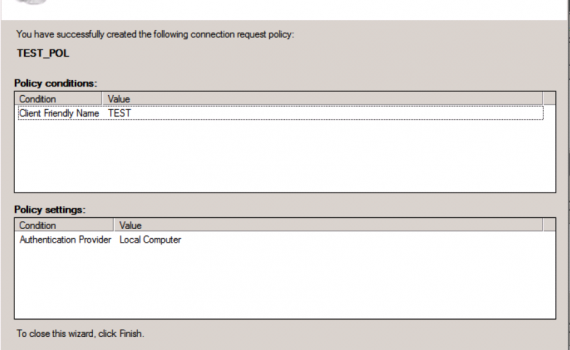 You have successfully created the following connection request policy:
TEST_POL
Policy conditions:
Condition Value
Client Friendly Name TEST
Policy settings:
Condition Value
Authentication Provider Local Computer
To close this wizard, click Finish.